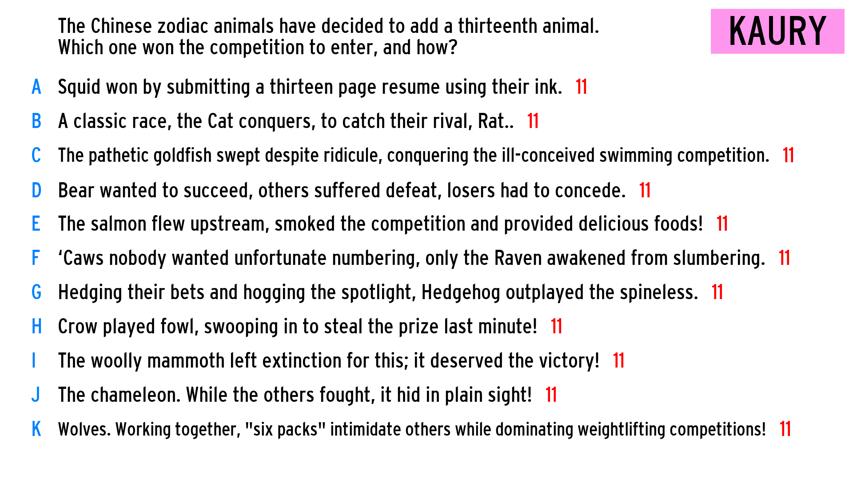 The Chinese zodiac animals have decided to add a thirteenth animal.
Which one won the competition to enter, and how?
KAURY
A Squid won by submitting a thirteen page resume using their ink. 11
B A classic race, the Cat conquers, to catch their rival, Rat.. 11
C The pathetic goldfish swept despite ridicule, conquering the ill-conceived swimming competition. 11
D Bear wanted to succeed, others suffered defeat, losers had to concede. 11
E The salmon flew upstream, smoked the competition and provided delicious foods! 11
F ‘Caws nobody wanted unfortunate numbering, only the Raven awakened from slumbering. 11
G Hedging their bets and hogging the spotlight, Hedgehog outplayed the spineless. 11
H Crow played fowl, swooping in to steal the prize last minute! 11
I The woolly mammoth left extinction for this; it deserved the victory! 11
J The chameleon. While the others fought, it hid in plain sight! 11
K Wolves. Working together, "six packs" intimidate others while dominating weightlifting competitions! 11